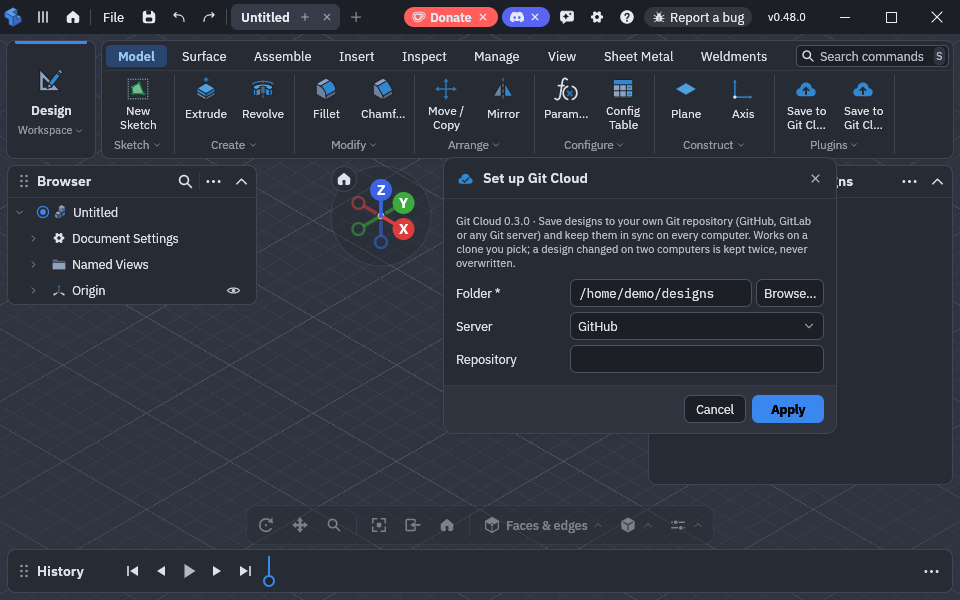 File
Untitled
Donate
Report a bug
v0.48.0
Design
Workspace
Model
Surface
Assemble
Insert
Inspect
Manage
View
Sheet Metal
Weldments
Search commands
S
New
Sketch
Extrude
Revolve
Fillet
Chamf...
Move /
Copy
Mirror
Param...
Config
Table
Plane
Axis
Save to
Git Cl...
Save to
Git Cl...
Sketch
Create
Modify
Arrange
Configure
Construct
Plugins
Browser
Untitled
Document Settings
Named Views
Origin
Z
Y
X
ns
Set up Git Cloud
Git Cloud 0.3.0 · Save designs to your own Git repository (GitHub, GitLab
or any Git server) and keep them in sync on every computer. Works on a
clone you pick; a design changed on two computers is kept twice, never
overwritten.
Folder *
/home/demo/designs
Browse...
Server
GitHub
Repository
Cancel
Apply
Faces & edges
History